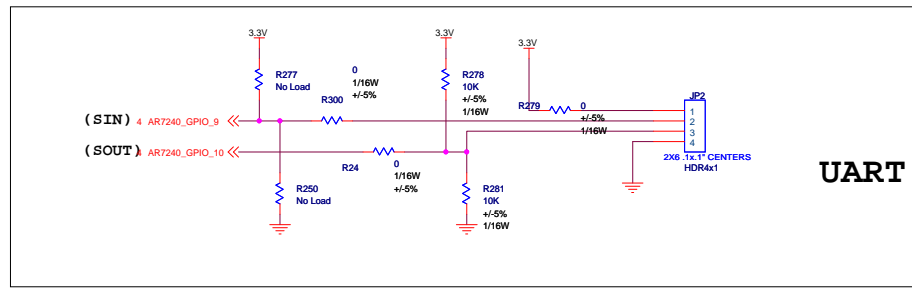 3.3V
3.3V
3.3V
R277
No Load
0
1/16W
+/-5%
R300
R278
10K
+/-5%
1/16W
R279
0
+/-5%
1/16W
JP2
1
2
3
4
2X6 .1x.1" CENTERS
HDR4x1
(SIN) 4 AR7240_GPIO_9
(SOUT) 4 AR7240_GPIO_10
R24
0
1/16W
+/-5%
R250
No Load
R281
10K
+/-5%
1/16W
UART